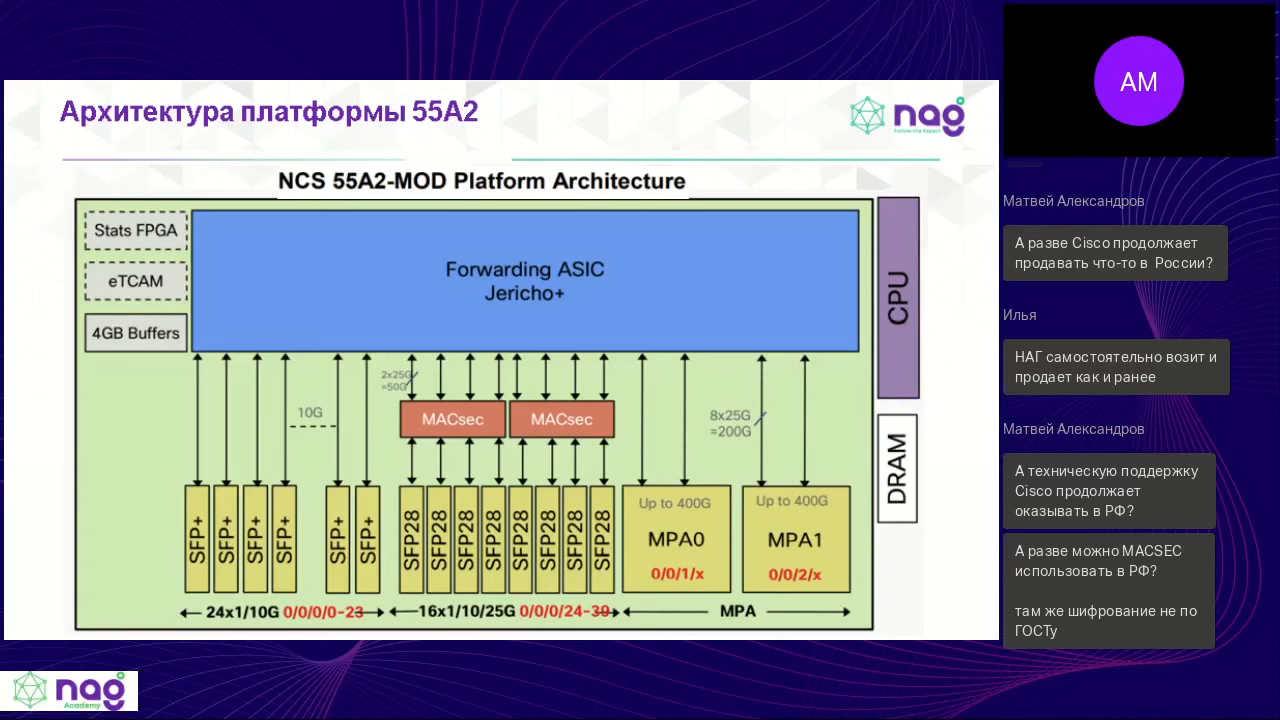 Архитектура платформы 55A2
nag
Follow the Expert
NCS 55A2-MOD Platform Architecture
Stats FPGA
eTCAM
4GB Buffers
Forwarding ASIC
Jericho+
CPU
DRAM
2x25G
=50G
10G
MACsec
MACsec
8x25G
=200G
SFP+
SFP+
SFP+
SFP+
SFP+
SFP+
SFP28
SFP28
SFP28
SFP28
SFP28
SFP28
SFP28
SFP28
Up to 400G
MPA0
0/0/1/x
Up to 400G
MPA1
0/0/2/x
24x1/10G 0/0/0/0-23
16x1/10/25G 0/0/0/24-39
MPA
nag
Academy
АМ
Матвей Александров
А разве Cisco продолжает
продавать что-то в России?
Илья
НАГ самостоятельно возит и
продает как и ранее
Матвей Александров
А техническую поддержку
Cisco продолжает
оказывать в РФ?
А разве можно MACSEC
использовать в РФ?
там же шифрование не по
ГОСТу